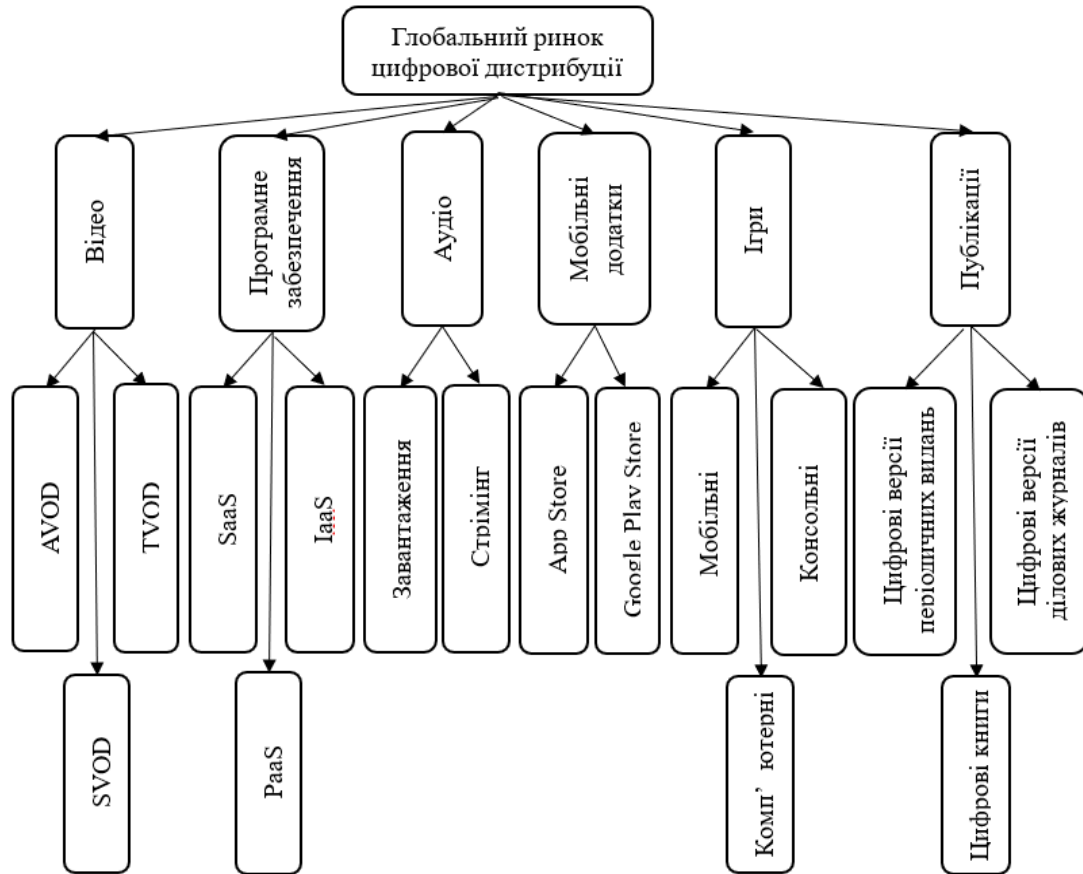 Глобальний ринок
цифрової дистрибуції
Відео
Програмне
забезпечення
Аудіо
Мобільні
додатки
Ігри
Публікації
AVOD
TVOD
SaaS
IaaS
Завантаження
Стрімінг
App Store
Google Play Store
Мобільні
Консольні
Цифрові версії
періодичних видань
Цифрові версії
ділових журналів
SVOD
PaaS
Комп’ ютерні
Цифрові книги